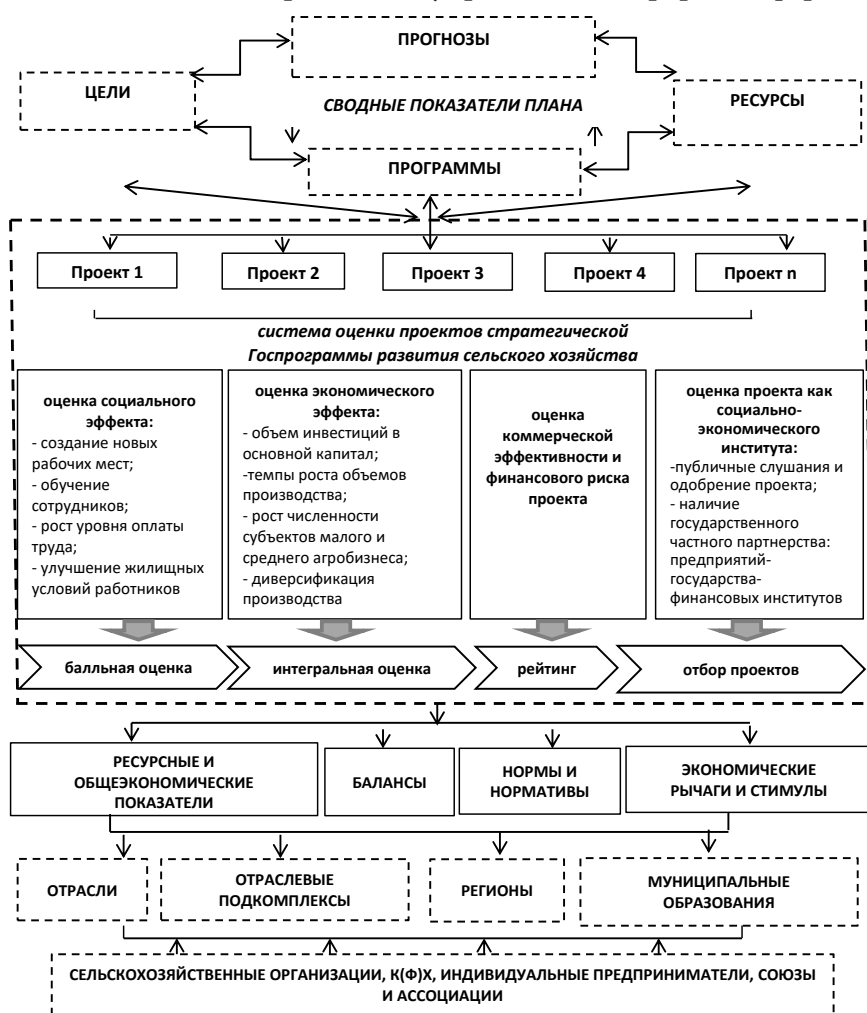 ПРОГНОЗЫ
ЦЕЛИ
РЕСУРСЫ
СВОДНЫЕ ПОКАЗАТЕЛИ ПЛАНА
ПРОГРАММЫ
Проект 1
Проект 2
Проект 3
Проект 4
Проект n
система оценки проектов стратегической
Госпрограммы развития сельского хозяйства
оценка социального
эффекта:
- создание новых
рабочих мест;
- обучение
сотрудников;
- рост уровня оплаты
труда;
- улучшение жилищных
условий работников
оценка экономического
эффекта:
- объем инвестиций в
основной капитал;
-темпы роста объемов
производства;
- рост численности
субъектов малого и
среднего агробизнеса;
- диверсификация
производства
оценка
коммерческой
эффективности и
финансового риска
проекта
оценка проекта как
социально-
экономического
института:
-публичные слушания и
одобрение проекта;
- наличие
государственного
частного партнерства:
предприятий-
государства-
финансовых институтов
балльная оценка
интегральная оценка
рейтинг
отбор проектов
РЕСУРСНЫЕ И
ОБЩЕЭКОНОМИЧЕСКИЕ
ПОКАЗАТЕЛИ
БАЛАНСЫ
НОРМЫ И
НОРМАТИВЫ
ЭКОНОМИЧЕСКИЕ
РЫЧАГИ И СТИМУЛЫ
ОТРАСЛИ
ОТРАСЛЕВЫЕ
ПОДКОМПЛЕКСЫ
РЕГИОНЫ
МУНИЦИПАЛЬНЫЕ
ОБРАЗОВАНИЯ
СЕЛЬСКОХОЗЯЙСТВЕННЫЕ ОРГАНИЗАЦИИ, К(Ф)Х, ИНДИВИДУАЛЬНЫЕ ПРЕДПРИНИМАТЕЛИ, СОЮЗЫ
И АССОЦИАЦИИ